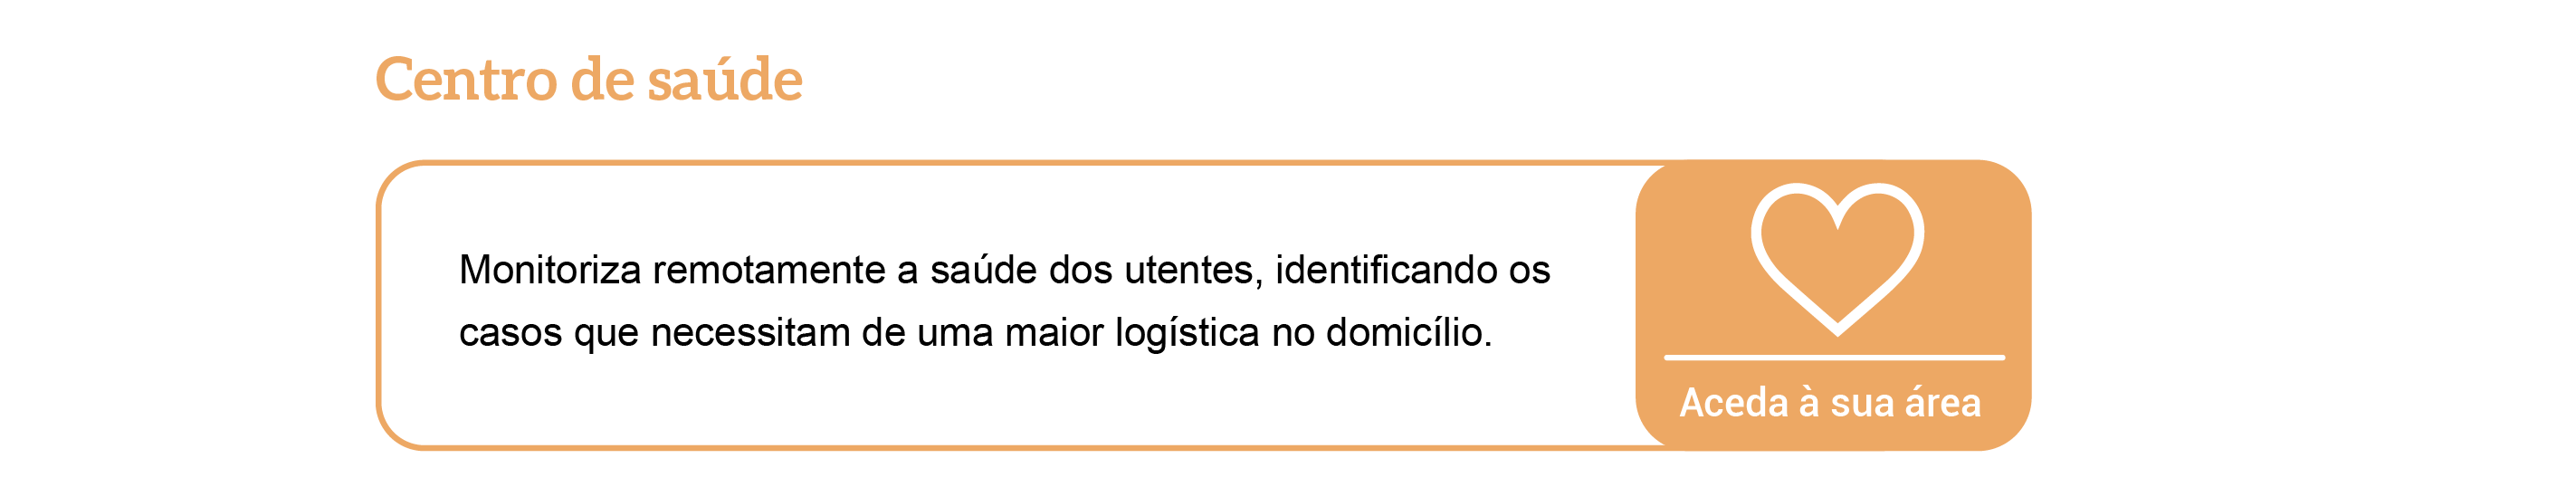 Centro de saúde
Monitoriza remotamente a saúde dos utentes, identificando os
casos que necessitam de uma maior logística no domicílio.
Aceda à sua área